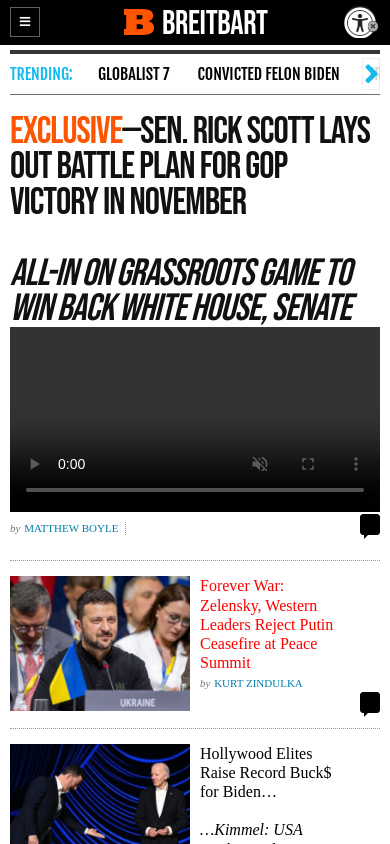 BREITBART
TRENDING:
GLOBALIST 7
CONVICTED FELON BIDEN
EXCLUSIVE—SEN. RICK SCOTT LAYS
OUT BATTLE PLAN FOR GOP
VICTORY IN NOVEMBER
ALL-IN ON GRASSROOTS GAME TO
WIN BACK WHITE HOUSE, SENATE
0:00
by MATTHEW BOYLE
Forever War:
Zelensky, Western
Leaders Reject Putin
Ceasefire at Peace
Summit
by KURT ZINDULKA
UKRAINE
Hollywood Elites
Raise Record Buck$
for Biden…
…Kimmel: USA